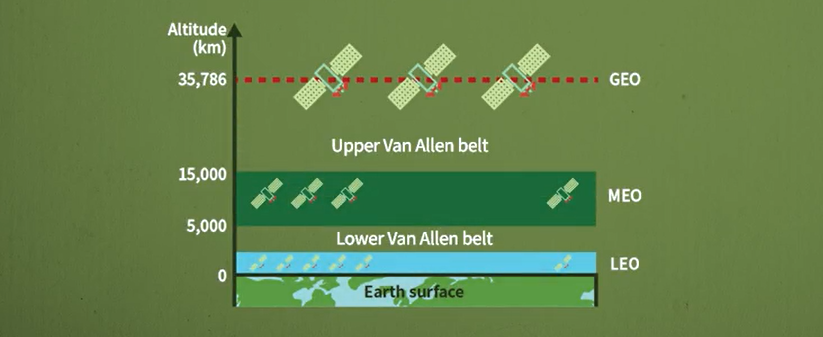 Altitude
(km)
35,786
GEO
Upper Van Allen belt
15,000
MEO
5,000
Lower Van Allen belt
LEO
0
Earth surface